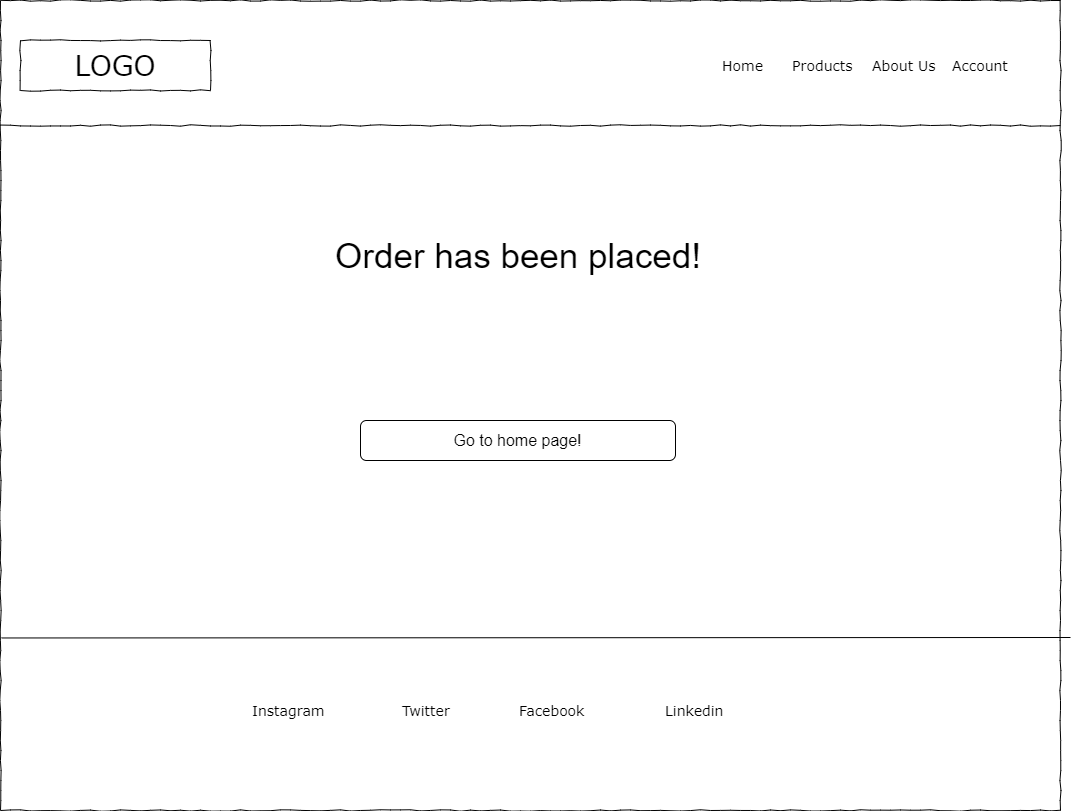 LOGO
Home Products About Us Account
Order has been placed!
Go to home page!
Instagram Twitter Facebook Linkedin